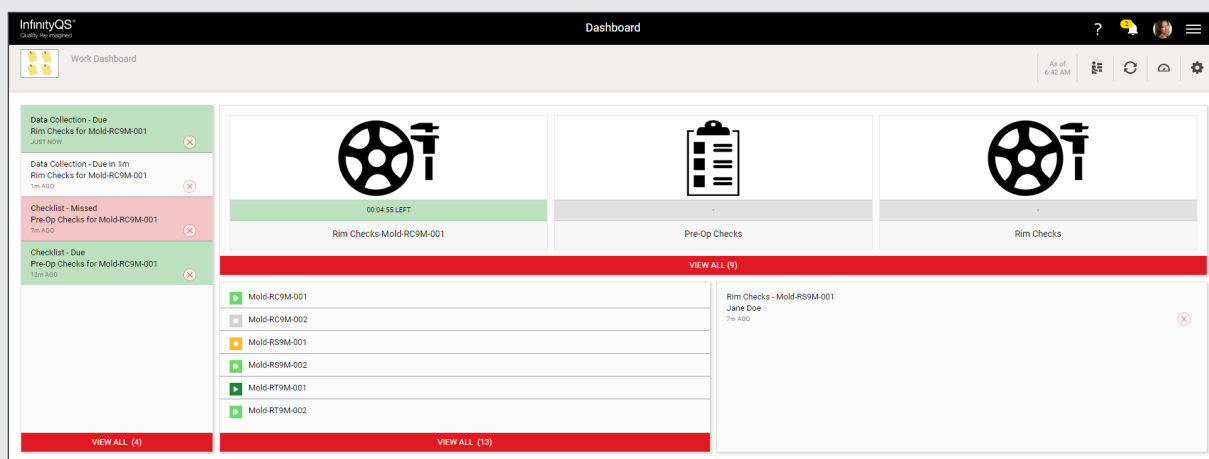 InfinityQS®
Quality Re-imagined
Dashboard
?
2
Work Dashboard
As of
6:42 AM
Data Collection - Due
Rim Checks for Mold-RC9M-001
JUST NOW
Data Collection - Due in 1m
Rim Checks for Mold-RC9M-001
1m AGO
Checklist - Missed
Pre-Op Checks for Mold-RC9M-001
7m AGO
Checklist - Due
Pre-Op Checks for Mold-RC9M-001
12m AGO
VIEW ALL (4)
00:04:55 LEFT
Rim Checks-Mold-RC9M-001
-
Pre-Op Checks
-
Rim Checks
VIEW ALL (9)
Mold-RC9M-001
Mold-RC9M-002
Mold-RS9M-001
Mold-RS9M-002
Mold-RT9M-001
Mold-RT9M-002
VIEW ALL (13)
Rim Checks - Mold-RS9M-001
Jane Doe
7m AGO